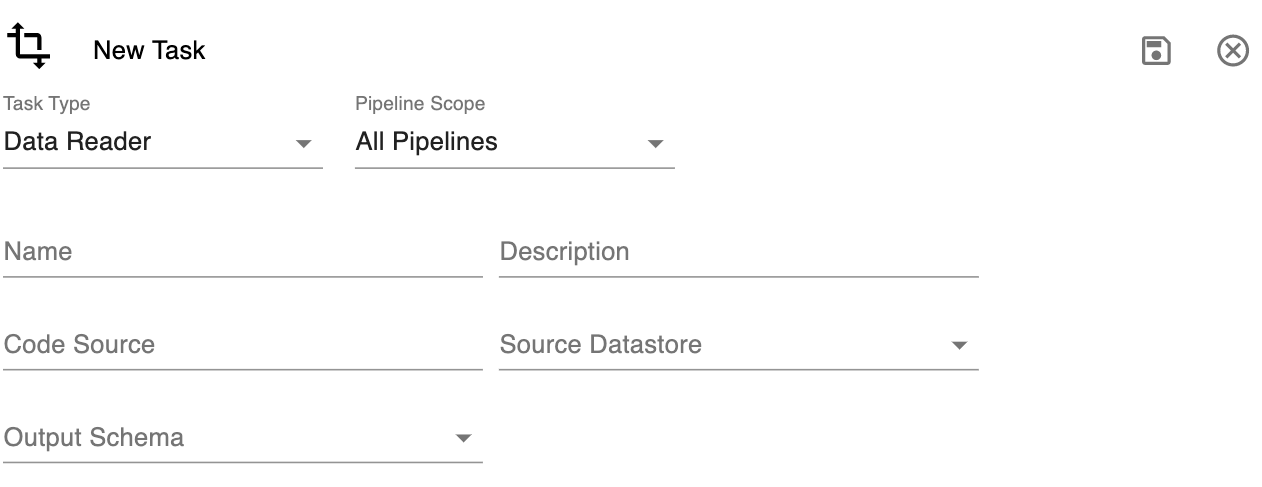 New Task
Task Type
Pipeline Scope
Data Reader
All Pipelines
Name
Description
Code Source
Source Datastore
Output Schema